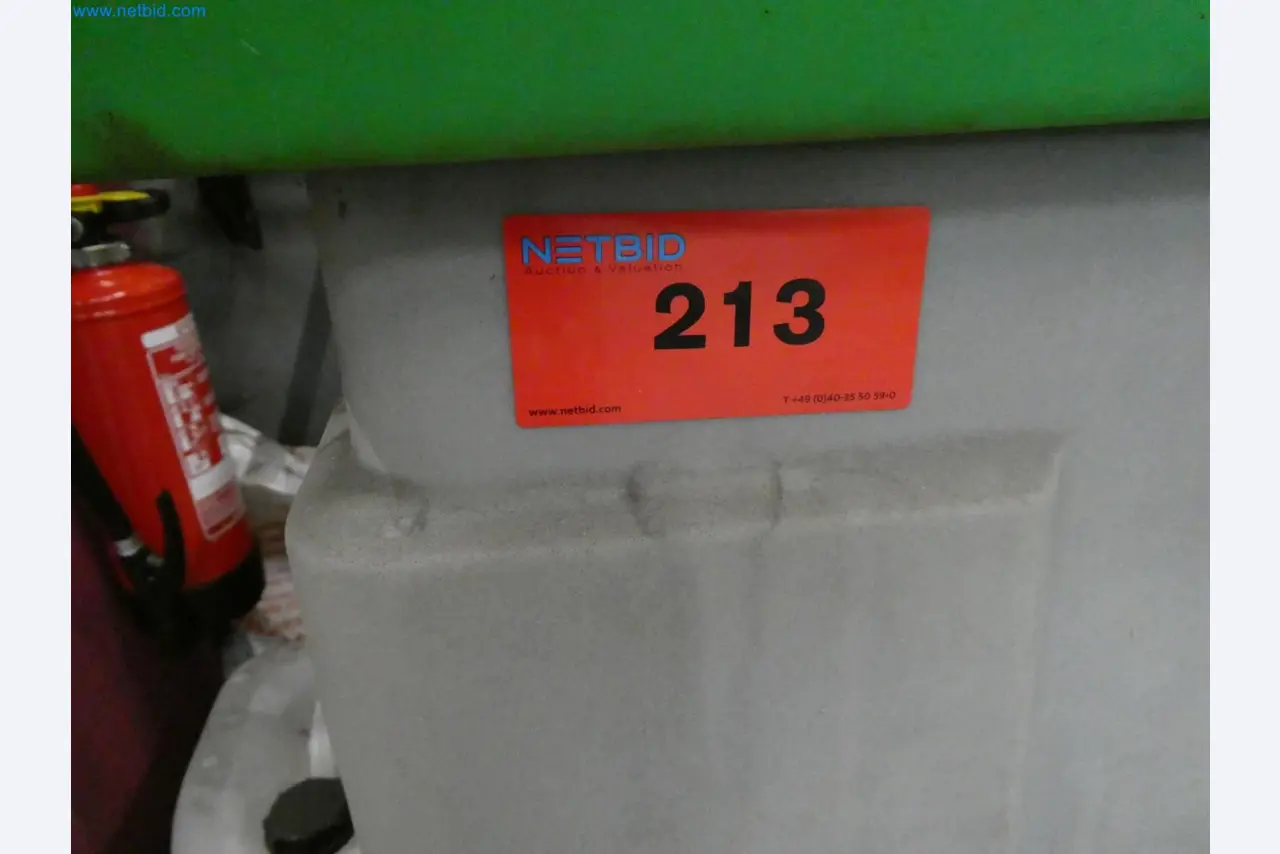 www.netbid.com
NETBID
Auction & Valuation
213
www.netbid.com
T +49 (0)40-35 50 59-0